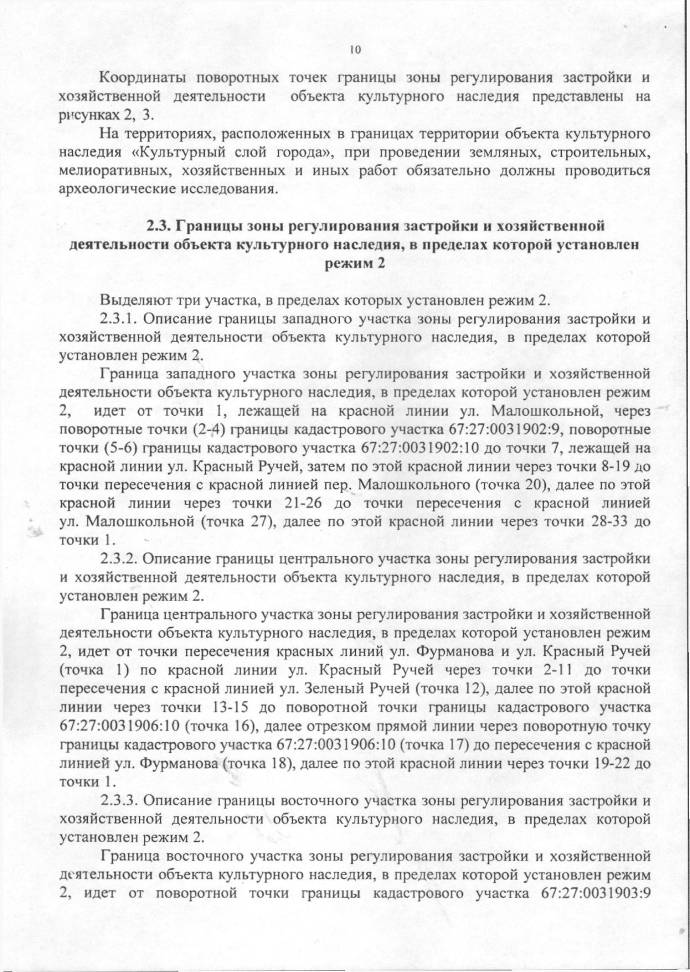 10
Координаты поворотных точек границы зоны регулирования застройки и
хозяйственной деятельности объекта культурного наследия представлены на
рисунках 2, 3.
На территориях, расположенных в границах территории объекта культурного
наследия «Культурный слой города», при проведении земляных, строительных,
мелиоративных, хозяйственных и иных работ обязательно должны проводиться
археологические исследования.
2.3. Границы зоны регулирования застройки и хозяйственной
деятельности объекта культурного наследия, в пределах которой установлен
режим 2
Выделяют три участка, в пределах которых установлен режим 2.
2.3.1. Описание границы западного участка зоны регулирования застройки и
хозяйственной деятельности объекта культурного наследия, в пределах которой
установлен режим 2.
Граница западного участка зоны регулирования застройки и хозяйственной
деятельности объекта культурного наследия, в пределах которой установлен режим
2, идет от точки 1, лежащей на красной линии ул. Малошкольной, через
поворотные точки (2-4) границы кадастрового участка 67:27:0031902:9, поворотные
точки (5-6) границы кадастрового участка 67:27:0031902:10 до точки 7, лежащей на
красной линии ул. Красный Ручей, затем по этой красной линии через точки 8-19 до
точки пересечения с красной линией пер. Малошкольного (точка 20), далее по этой
красной линии через точки 21-26 до точки пересечения с красной линией
ул. Малошкольной (точка 27), далее по этой красной линии через точки 28-33 до
точки 1.
2.3.2. Описание границы центрального участка зоны регулирования застройки
и хозяйственной деятельности объекта культурного наследия, в пределах которой
установлен режим 2.
Граница центрального участка зоны регулирования застройки и хозяйственной
деятельности объекта культурного наследия, в пределах которой установлен режим
2, идет от точки пересечения красных линий ул. Фурманова и ул. Красный Ручей
(точка 1) по красной линии ул. Красный Ручей через точки 2-11 до точки
пересечения с красной линией ул. Зеленый Ручей (точка 12), далее по этой красной
линии через точки 13-15 до поворотной точки границы кадастрового участка
67:27:0031906:10 (точка 16), далее отрезком прямой линии через поворотную точку
границы кадастрового участка 67:27:0031906:10 (точка 17) до пересечения с красной
линией ул. Фурманова (точка 18), далее по этой красной линии через точки 19-22 до
точки 1.
2.3.3. Описание границы восточного участка зоны регулирования застройки и
хозяйственной деятельности объекта культурного наследия, в пределах которой
установлен режим 2.
Граница восточного участка зоны регулирования застройки и хозяйственной
деятельности объекта культурного наследия, в пределах которой установлен режим
2, идет от поворотной точки границы кадастрового участка 67:27:0031903:9